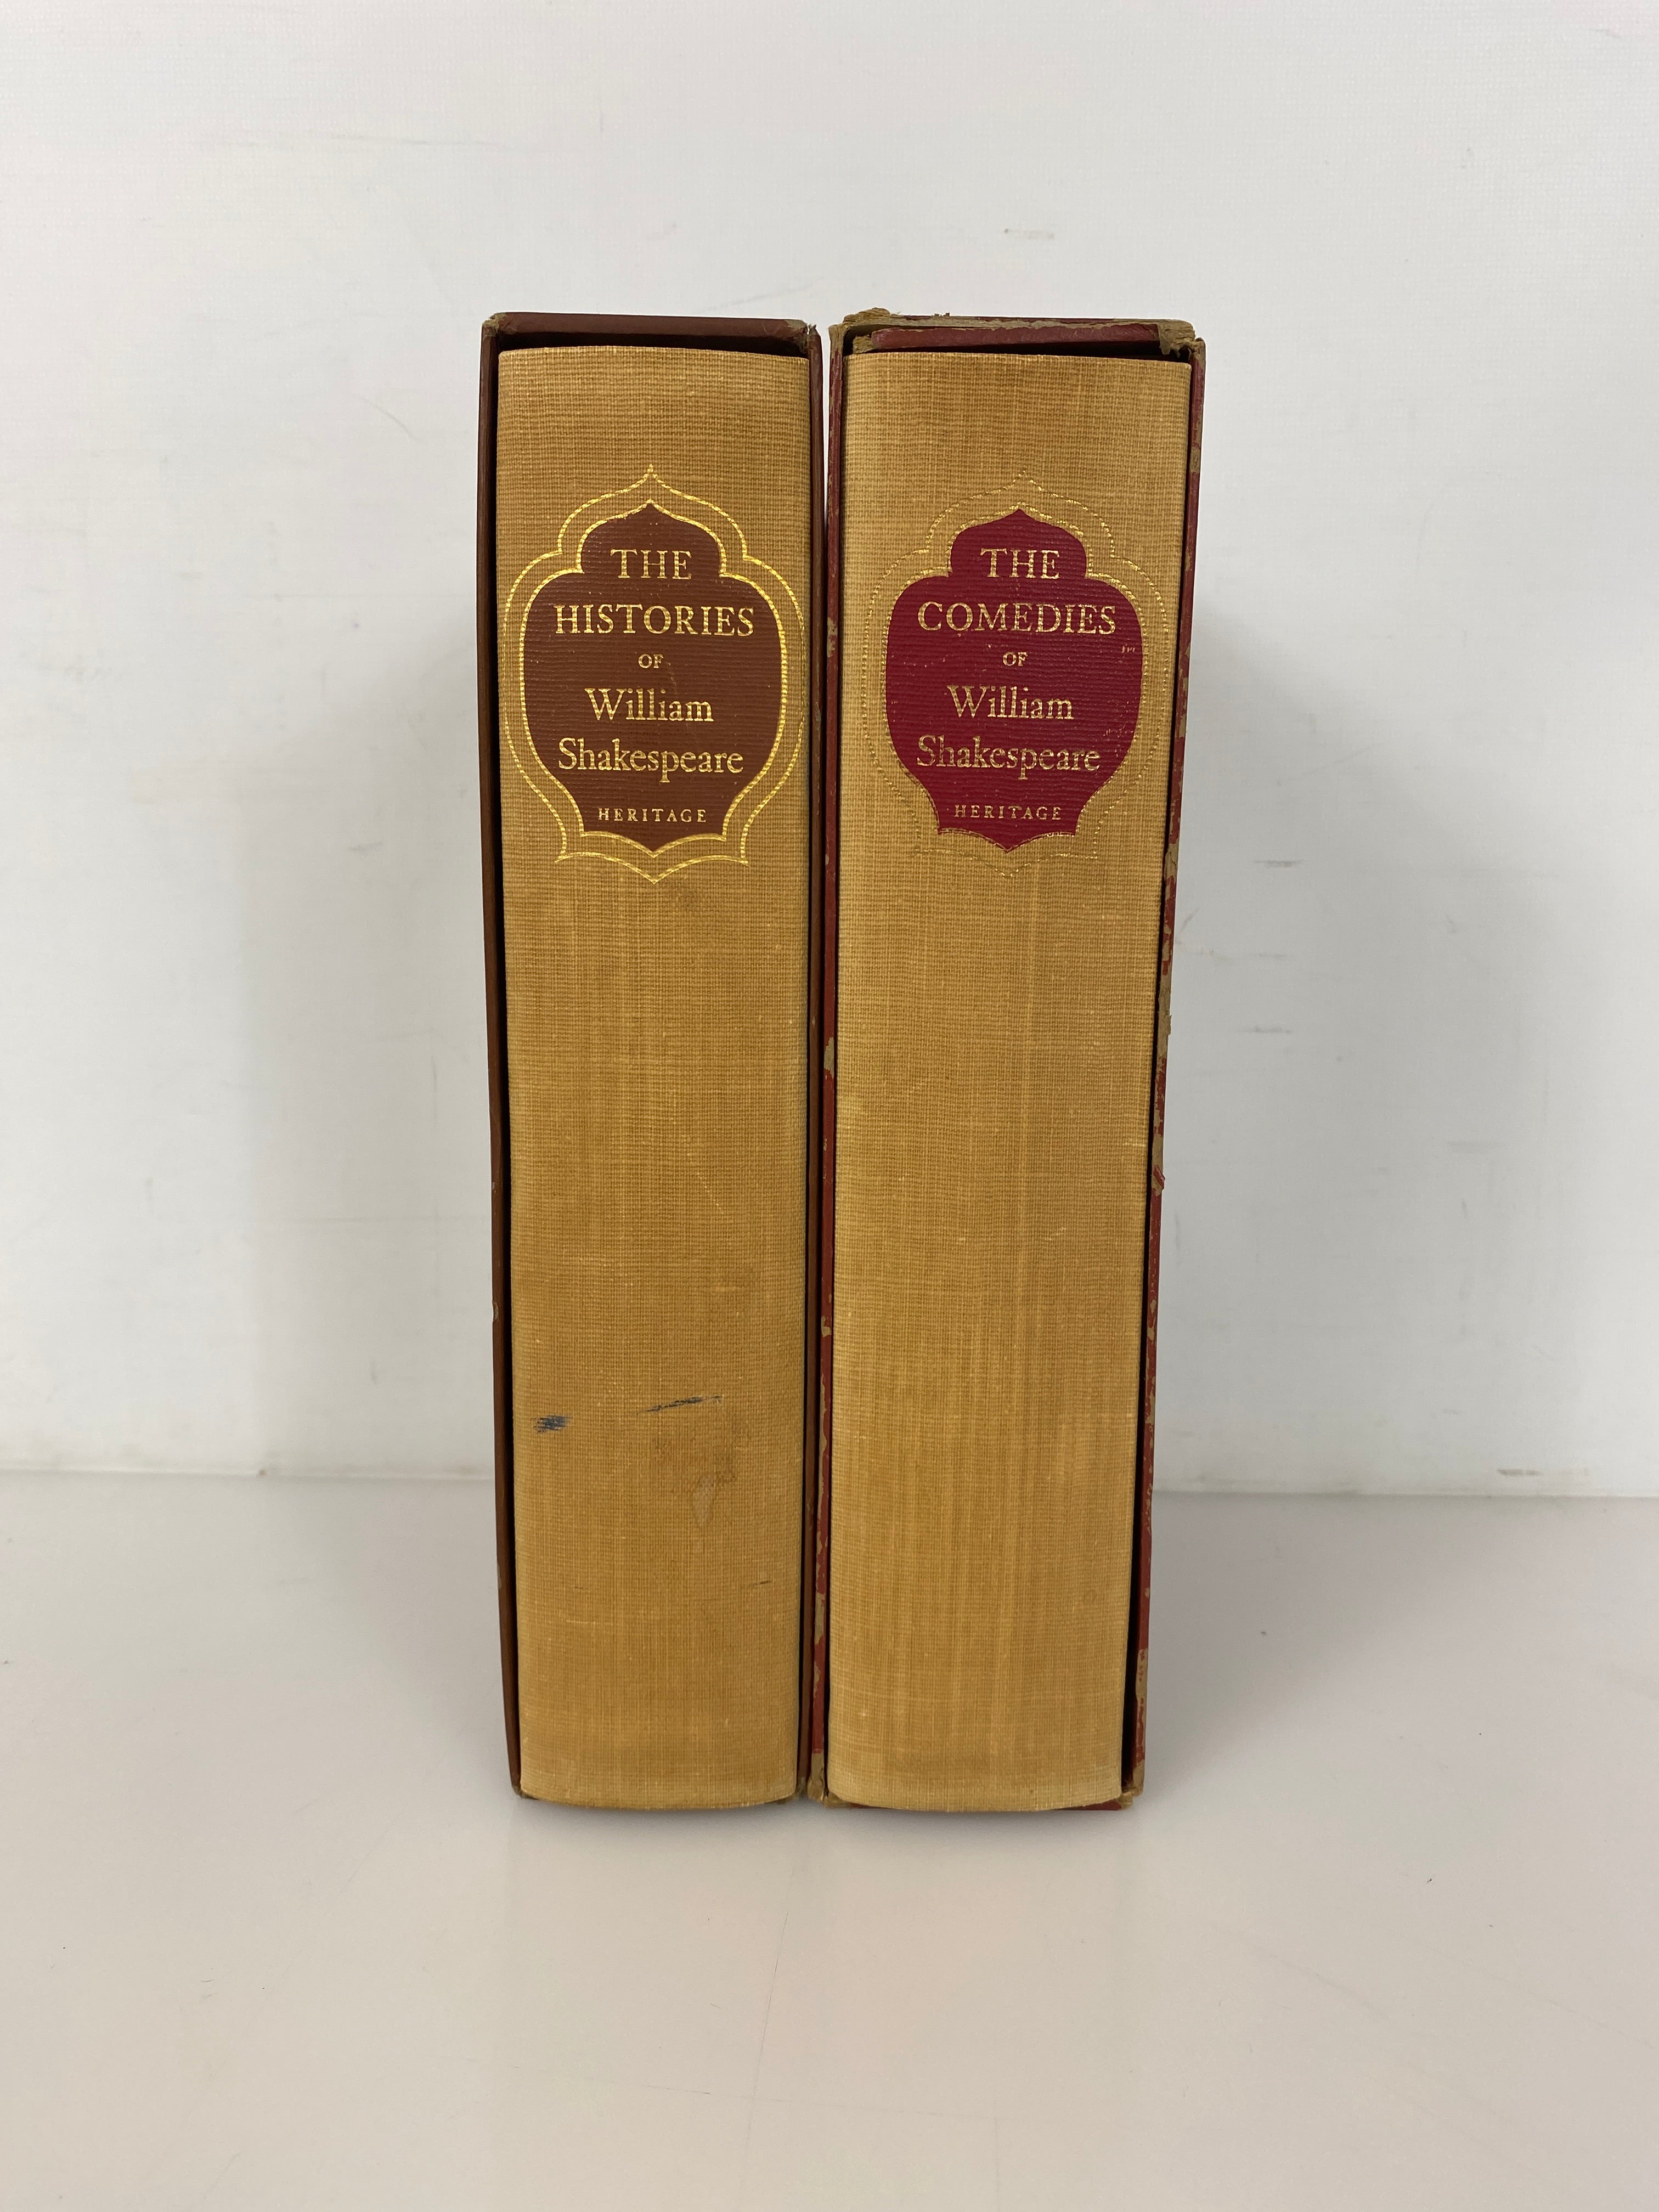 THE
HISTORIES
OF
William
Shakespeare
HERITAGE
THE
COMEDIES
OF
William
Shakespeare
HERITAGE